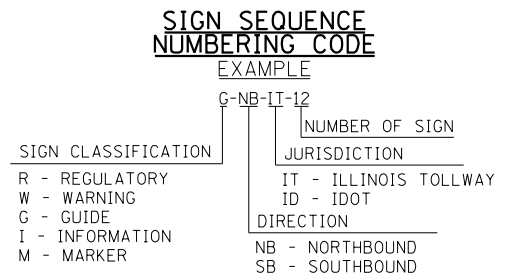 SIGN SEQUENCE
NUMBERING CODE
EXAMPLE
G-NB-IT-12
NUMBER OF SIGN
SIGN CLASSIFICATION
R - REGULATORY
W - WARNING
G - GUIDE
I - INFORMATION
M - MARKER
JURISDICTION
IT - ILLINOIS TOLLWAY
ID - IDOT
DIRECTION
NB - NORTHBOUND
SB - SOUTHBOUND